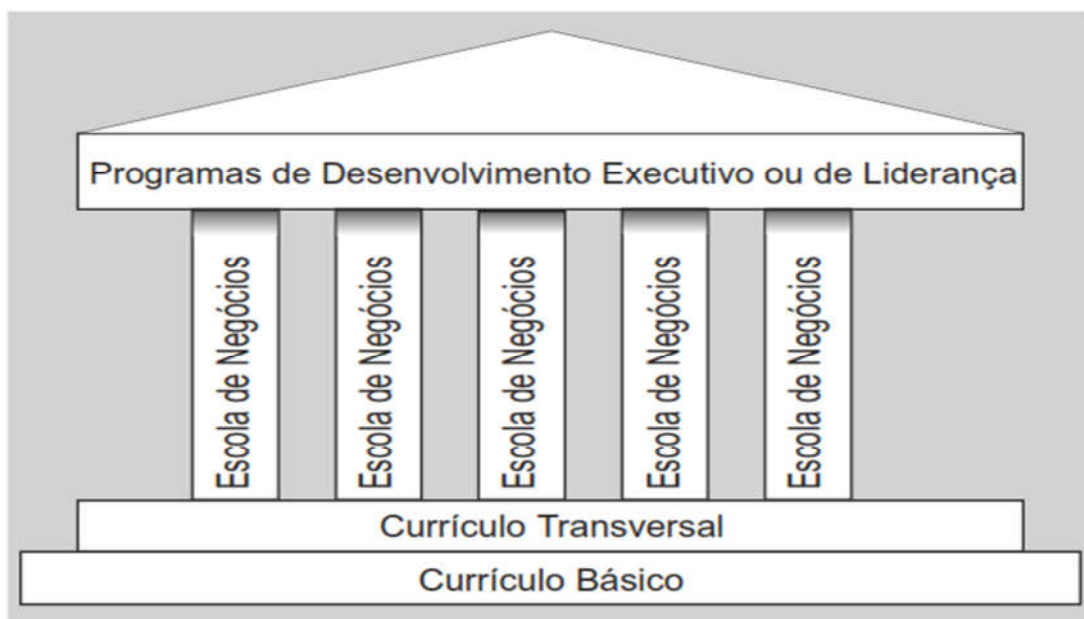 Programas de Desenvolvimento Executivo ou de Liderança
Escola de Negócios
Escola de Negócios
Escola de Negócios
Escola de Negócios
Escola de Negócios
Currículo Transversal
Currículo Básico